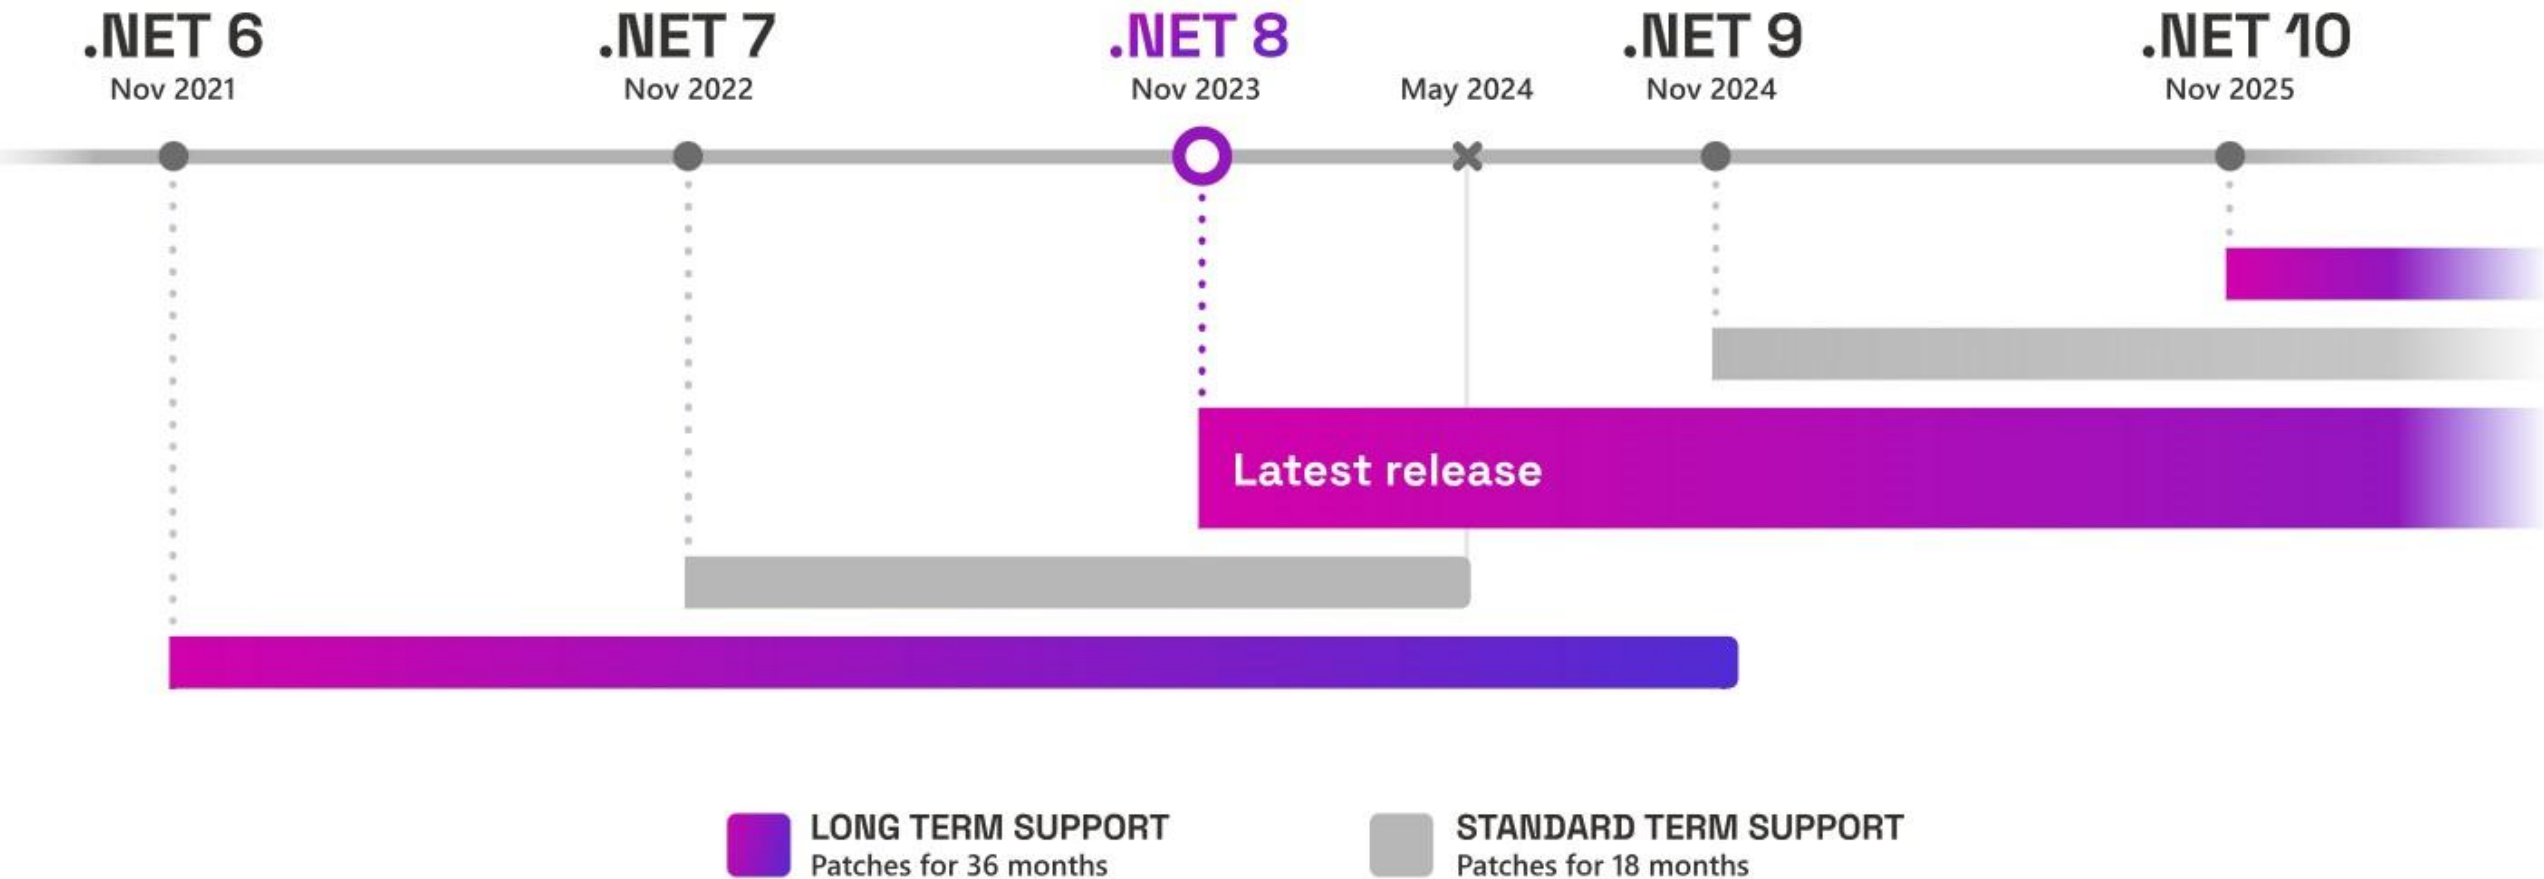 .NET 6
Nov 2021
.NET 7
Nov 2022
.NET 8
Nov 2023
May 2024
.NET 9
Nov 2024
.NET 10
Nov 2025
Latest release
LONG TERM SUPPORT
Patches for 36 months
STANDARD TERM SUPPORT
Patches for 18 months